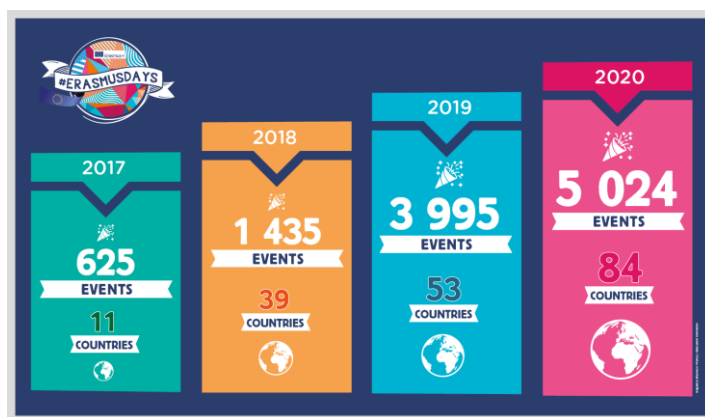 #ERASMUSDAYS
2017
625
EVENTS
11
COUNTRIES
2018
1 435
EVENTS
39
COUNTRIES
2019
3 995
EVENTS
53
COUNTRIES
2020
5 024
EVENTS
84
COUNTRIES